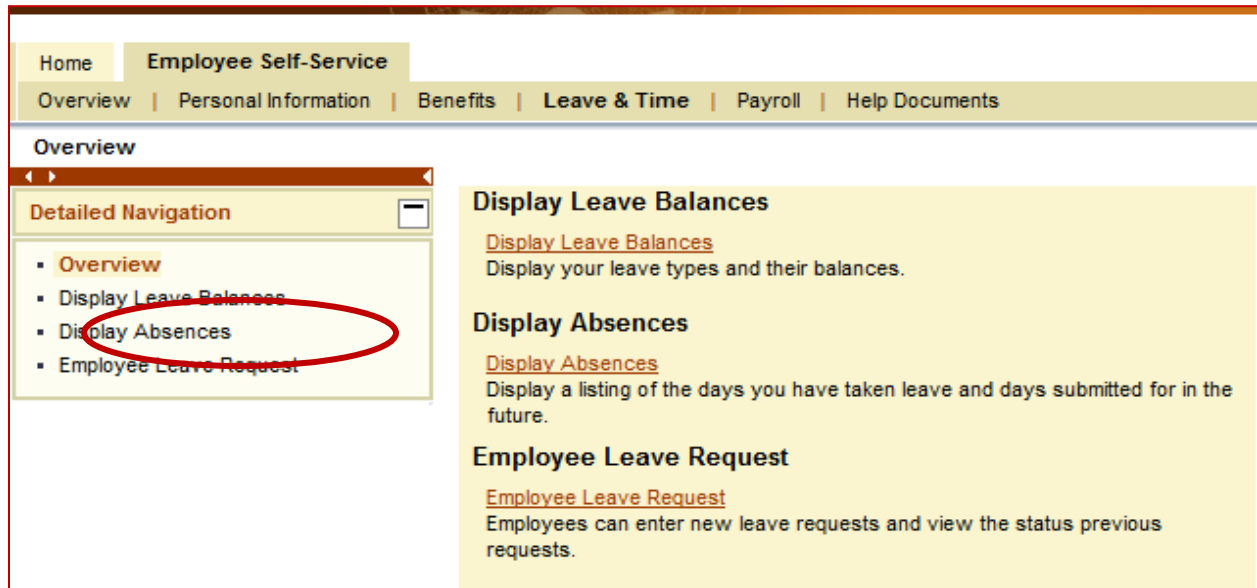 Home Employee Self-Service
Overview | Personal Information | Benefits | Leave & Time | Payroll | Help Documents
Overview
Detailed Navigation
Overview
Display Leave Balances
Display Absences
Employee Leave Request
Display Leave Balances
Display Leave Balances
Display your leave types and their balances.
Display Absences
Display Absences
Display a listing of the days you have taken leave and days submitted for in the
future.
Employee Leave Request
Employee Leave Request
Employees can enter new leave requests and view the status previous
requests.